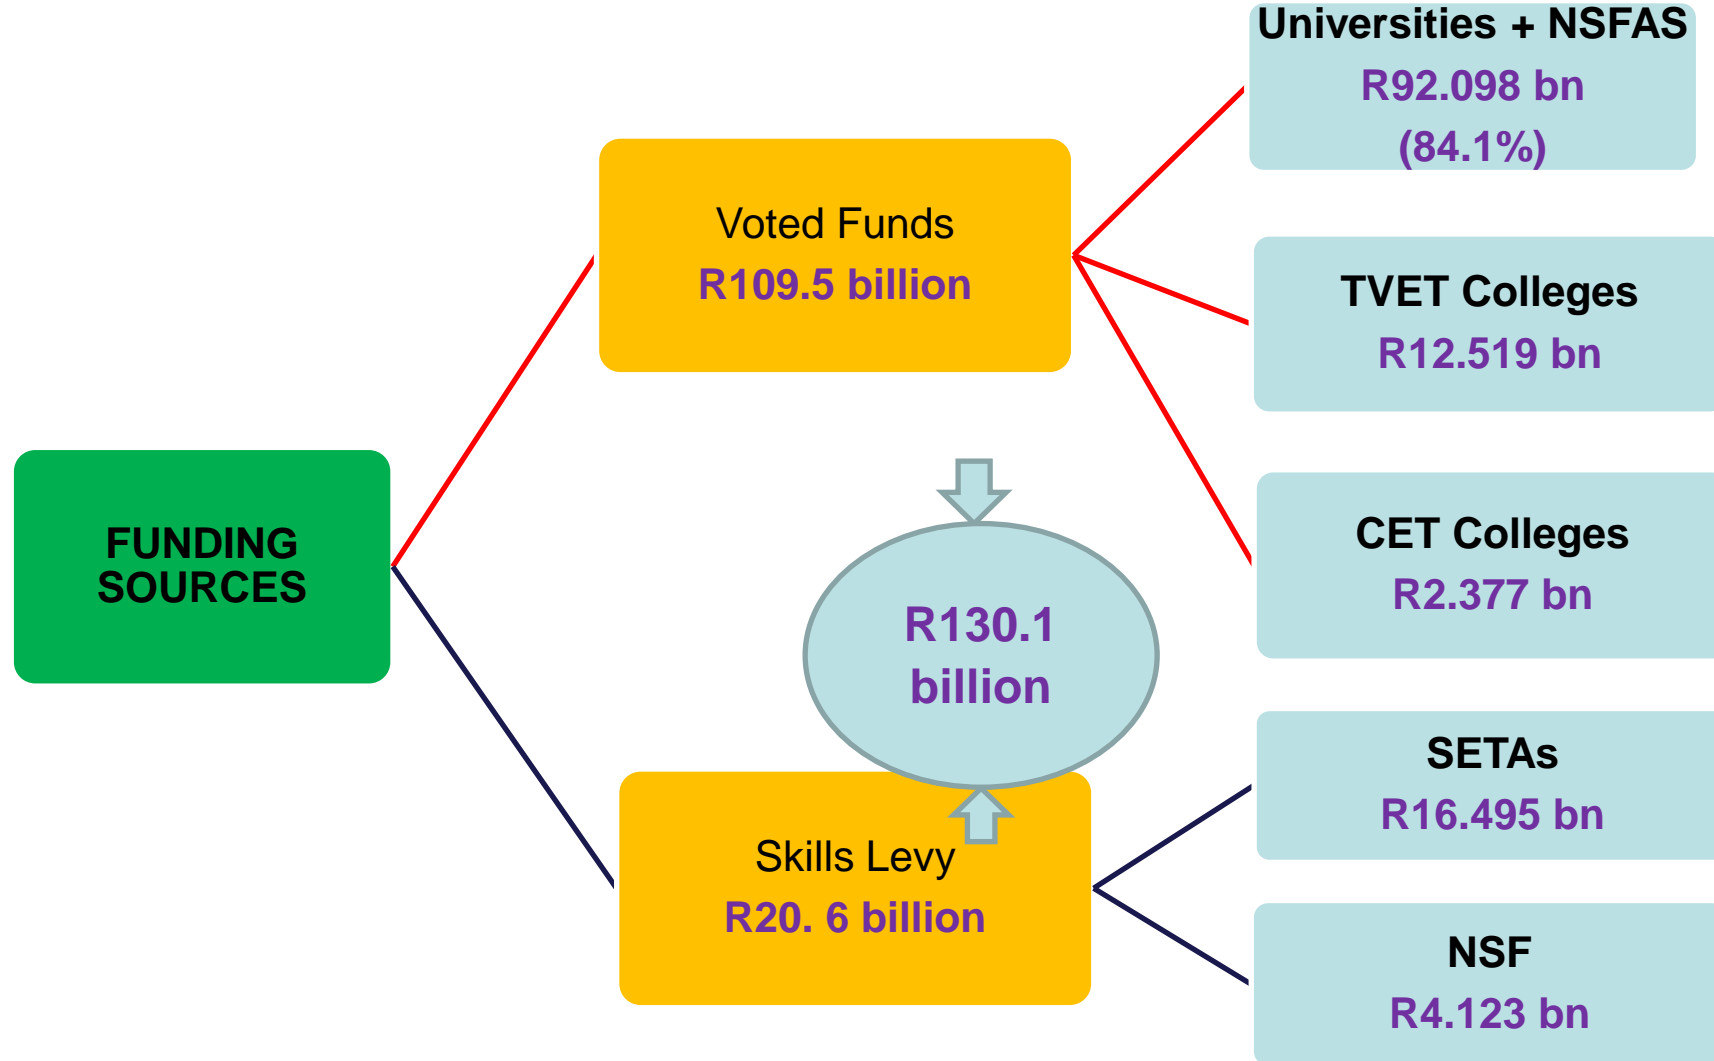 FUNDING
SOURCES
Voted Funds
R109.5 billion
R130.1
billion
Skills Levy
R20. 6 billion
Universities + NSFAS
R92.098 bn
(84.1%)
TVET Colleges
R12.519 bn
CET Colleges
R2.377 bn
SETAs
R16.495 bn
NSF
R4.123 bn